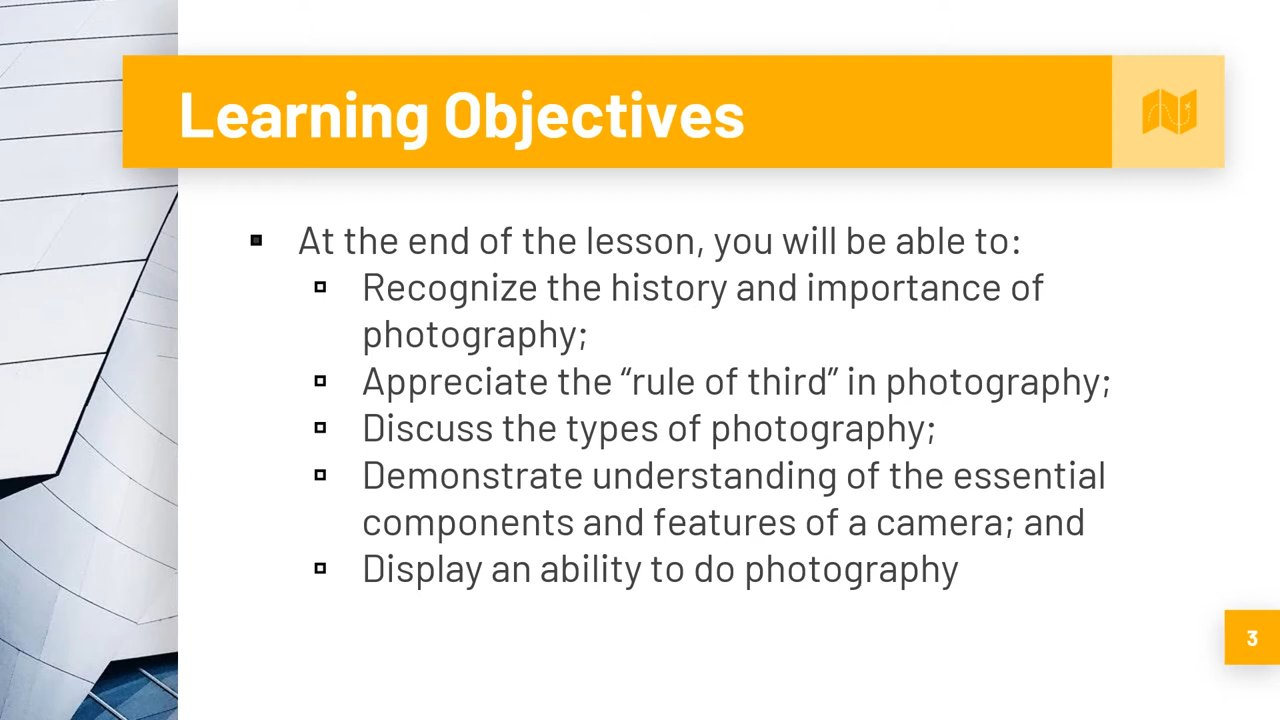 Learning Objectives
At the end of the lesson, you will be able to:
Recognize the history and importance of
photography;
Appreciate the “rule of third” in photography;
Discuss the types of photography;
Demonstrate understanding of the essential
components and features of a camera; and
Display an ability to do photography
3